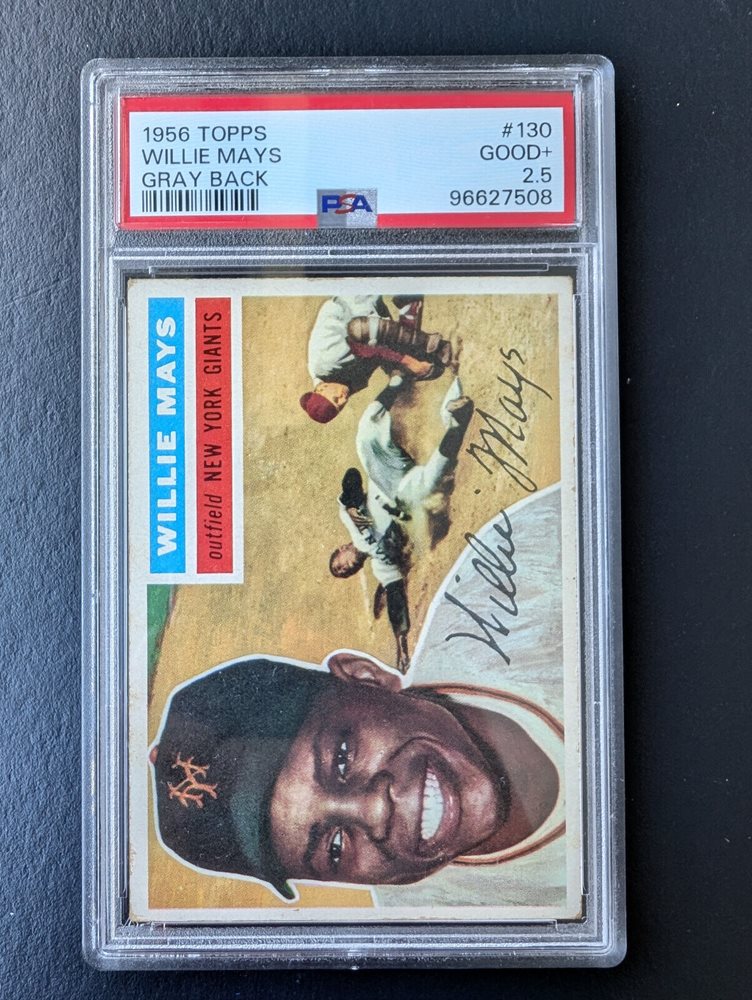 1956 TOPPS #130
WILLIE MAYS GOOD+
GRAY BACK 2.5
PSA 96627508
WILLIE MAYS
outfield NEW YORK GIANTS
Willie Mays
NY